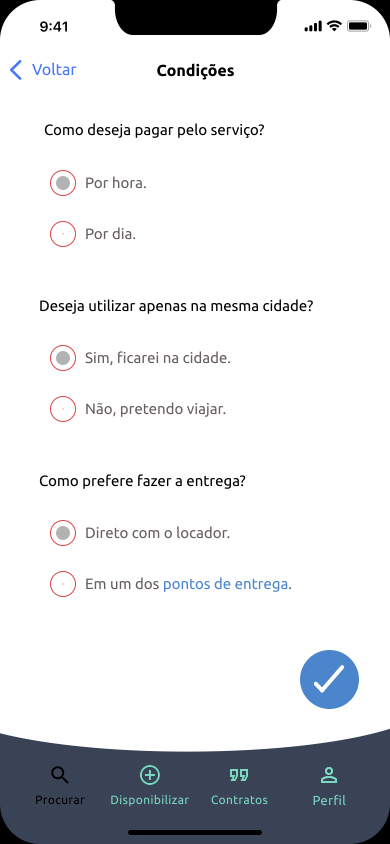 9:41
Voltar
Condições
Como deseja pagar pelo serviço?
Por hora.
Por dia.
Deseja utilizar apenas na mesma cidade?
Sim, ficarei na cidade.
Não, pretendo viajar.
Como prefere fazer a entrega?
Direto com o locador.
Em um dos pontos de entrega.
Procurar
Disponibilizar
Contratos
Perfil